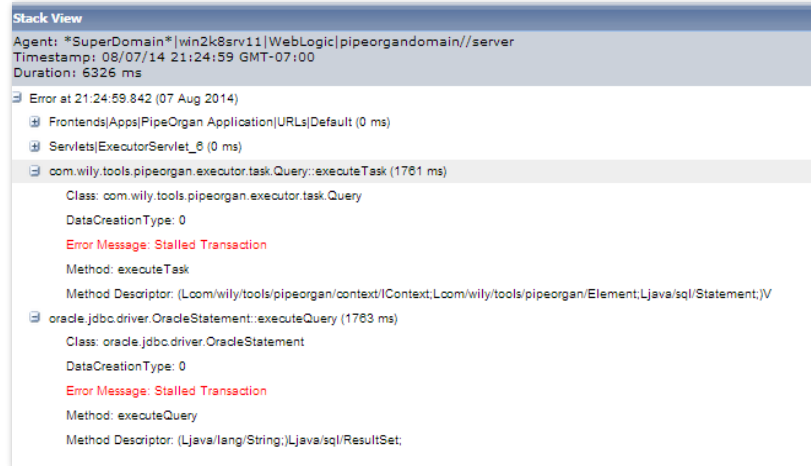 Stack View
Agent: *SuperDomain*|win2k8srv11|WebLogic|pipeorgandomain//server
Timestamp: 08/07/14 21:24:59 GMT-07:00
Duration: 6326 ms
Error at 21:24:59.842 (07 Aug 2014)
Frontends|Apps|PipeOrgan Application|URLs|Default (0 ms)
Servlets|ExecutorServlet_6 (0 ms)
com.wily.tools.pipeorgan.executor.task.Query::executeTask (1761 ms)
Class: com.wily.tools.pipeorgan.executor.task.Query
DataCreationType: 0
Error Message: Stalled Transaction
Method: executeTask
Method Descriptor: (Lcom/wily/tools/pipeorgan/context/IContext;Lcom/wily/tools/pipeorgan/Element;Ljava/sql/Statement;)V
oracle.jdbc.driver.OracleStatement::executeQuery (1763 ms)
Class: oracle.jdbc.driver.OracleStatement
DataCreationType: 0
Error Message: Stalled Transaction
Method: executeQuery
Method Descriptor: (Ljava/lang/String;)Ljava/sql/ResultSet;